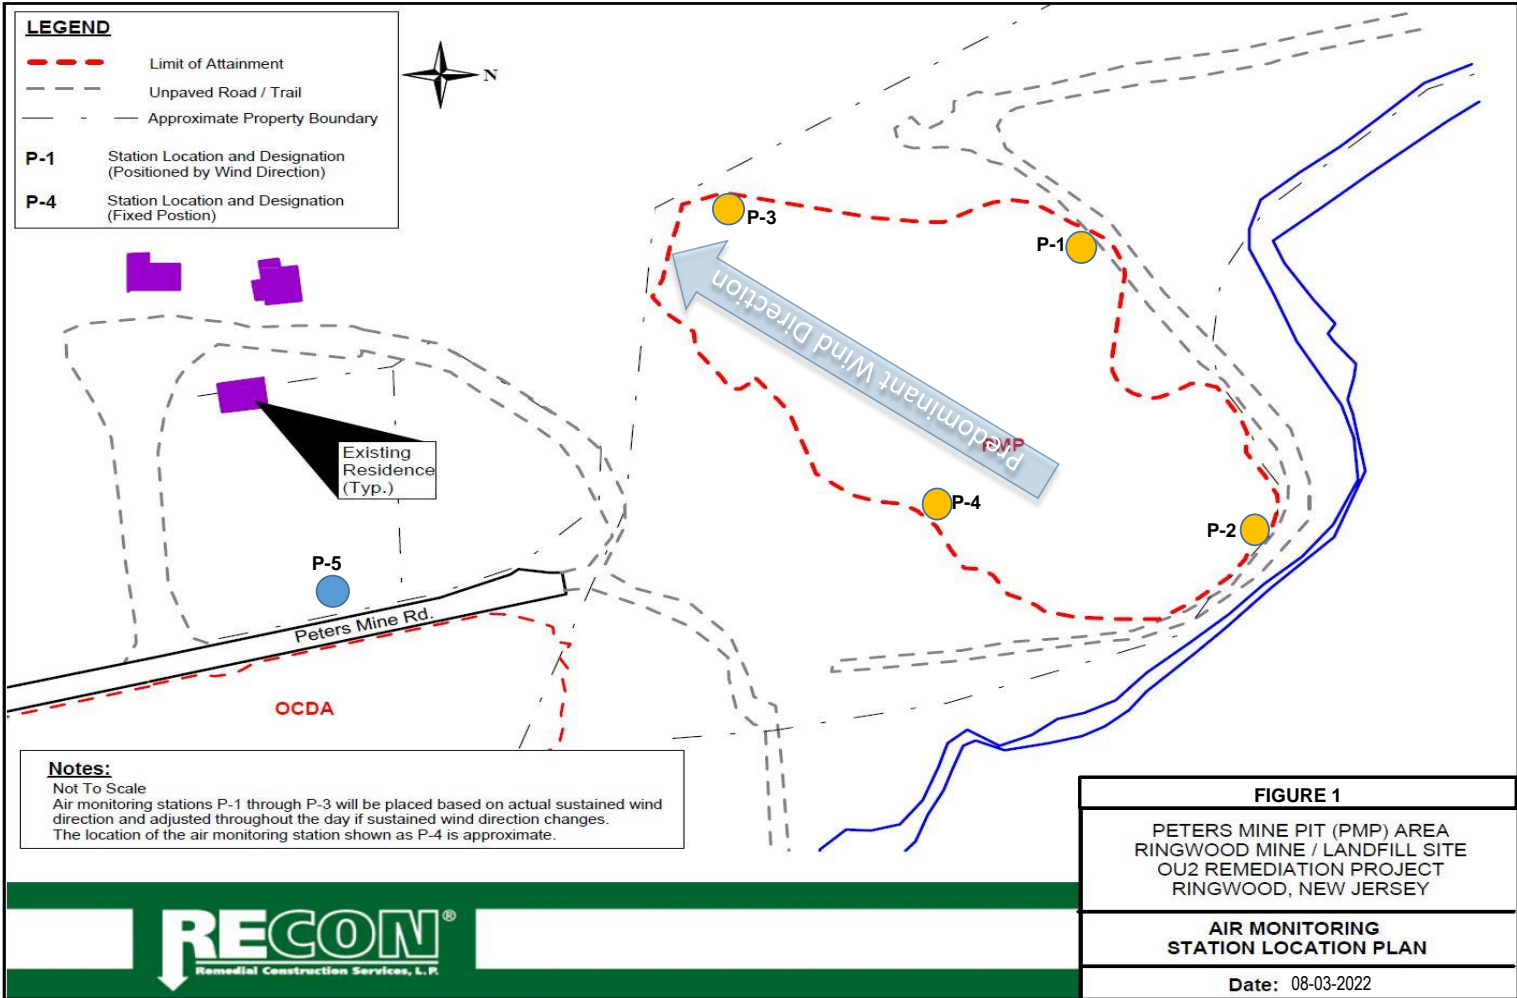 LEGEND
Limit of Attainment
Unpaved Road / Trail
Approximate Property Boundary
P-1 Station Location and Designation
(Positioned by Wind Direction)
P-4 Station Location and Designation
(Fixed Postion)
N
P-3
P-1
Predominant Wind Direction
PMP
P-4
P-2
Existing
Residence
(Typ.)
P-5
Peters Mine Rd.
OCDA
Notes:
Not To Scale
Air monitoring stations P-1 through P-3 will be placed based on actual sustained wind
direction and adjusted throughout the day if sustained wind direction changes.
The location of the air monitoring station shown as P-4 is approximate.
RECON®
Remedial Construction Services, L.P.
FIGURE 1
PETERS MINE PIT (PMP) AREA
RINGWOOD MINE / LANDFILL SITE
OU2 REMEDIATION PROJECT
RINGWOOD, NEW JERSEY
AIR MONITORING
STATION LOCATION PLAN
Date: 08-03-2022